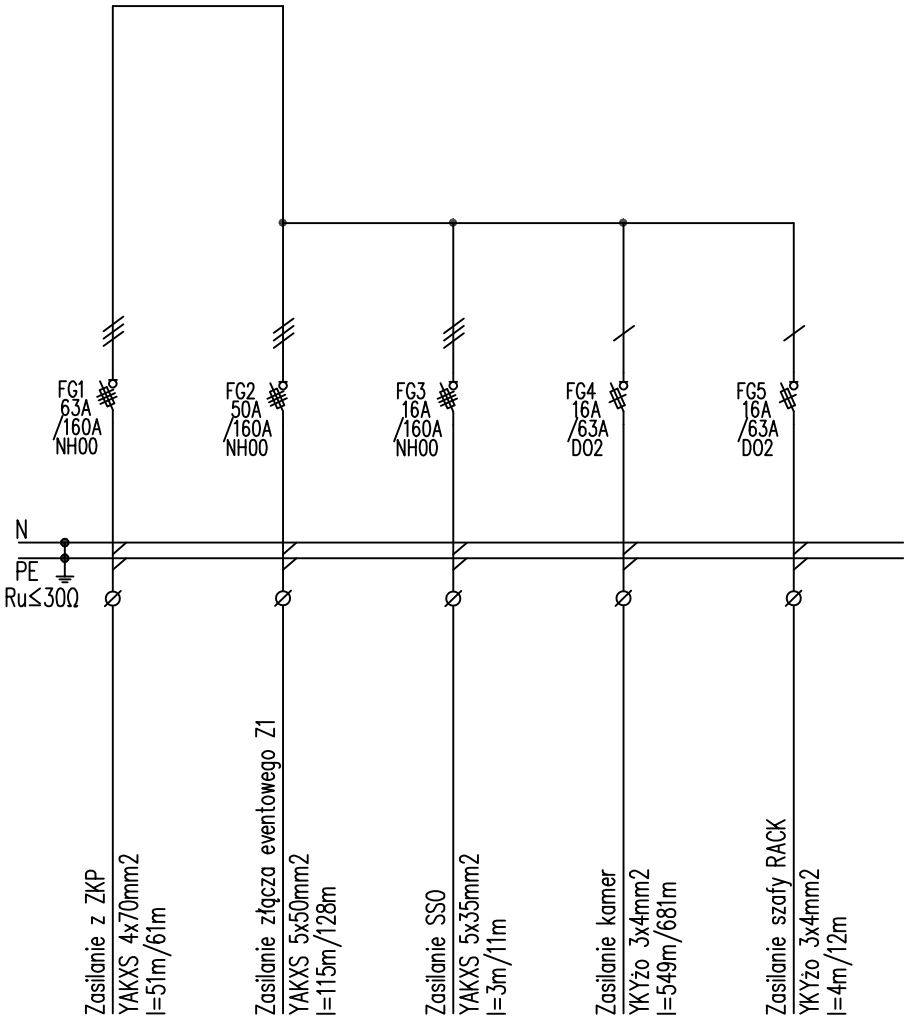 FG1
63A
/160A
NH00
FG2
50A
/160A
NH00
FG3
16A
/160A
NH00
FG4
16A
/63A
D02
FG5
16A
/63A
D02
N
PE
Ru≤30Ω
Zasilanie z ZKP
YAKXS 4x70mm2
l=51m/61m
Zasilanie złącza eventowego Z1
YAKXS 5x50mm2
l=115m/128m
Zasilanie SSO
YAKXS 5x35mm2
l=3m/11m
Zasilanie kamer
YKYżo 3x4mm2
l=549m/681m
Zasilanie szafy RACK
YKYżo 3x4mm2
l=4m/12m